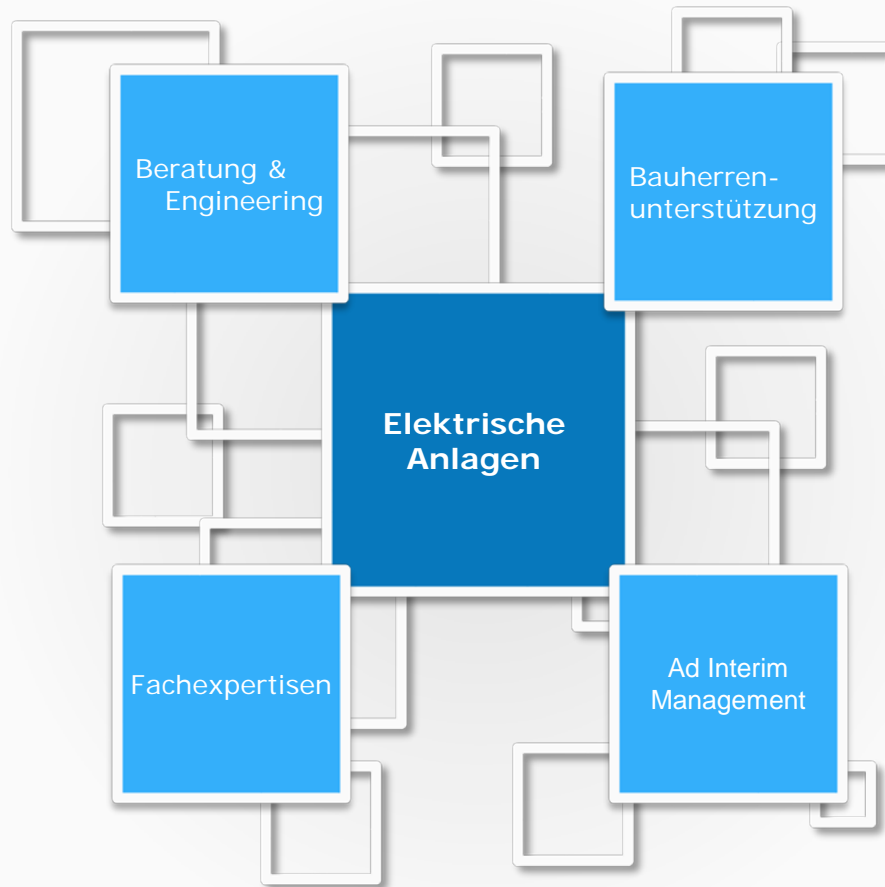 Beratung &
Engineering
Bauherren-
unterstützung
Elektrische
Anlagen
Fachexpertisen
Ad Interim
Management